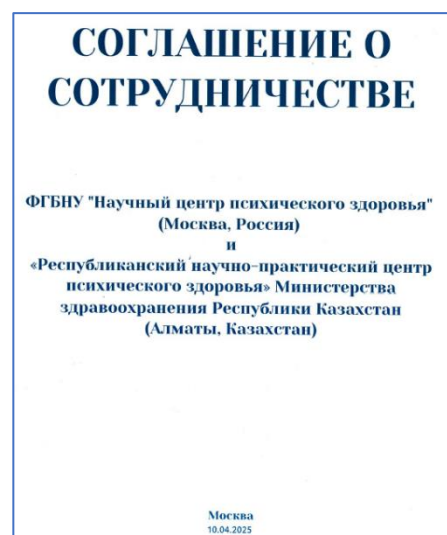 СОГЛАШЕНИЕ О
СОТРУДНИЧЕСТВЕ
ФГБНУ "Научный центр психического здоровья"
(Москва, Россия)
и
«Республиканский научно-практический центр
психического здоровья» Министерства
здравоохранения Республики Казахстан
(Алматы, Казахстан)
Москва
10.04.2025